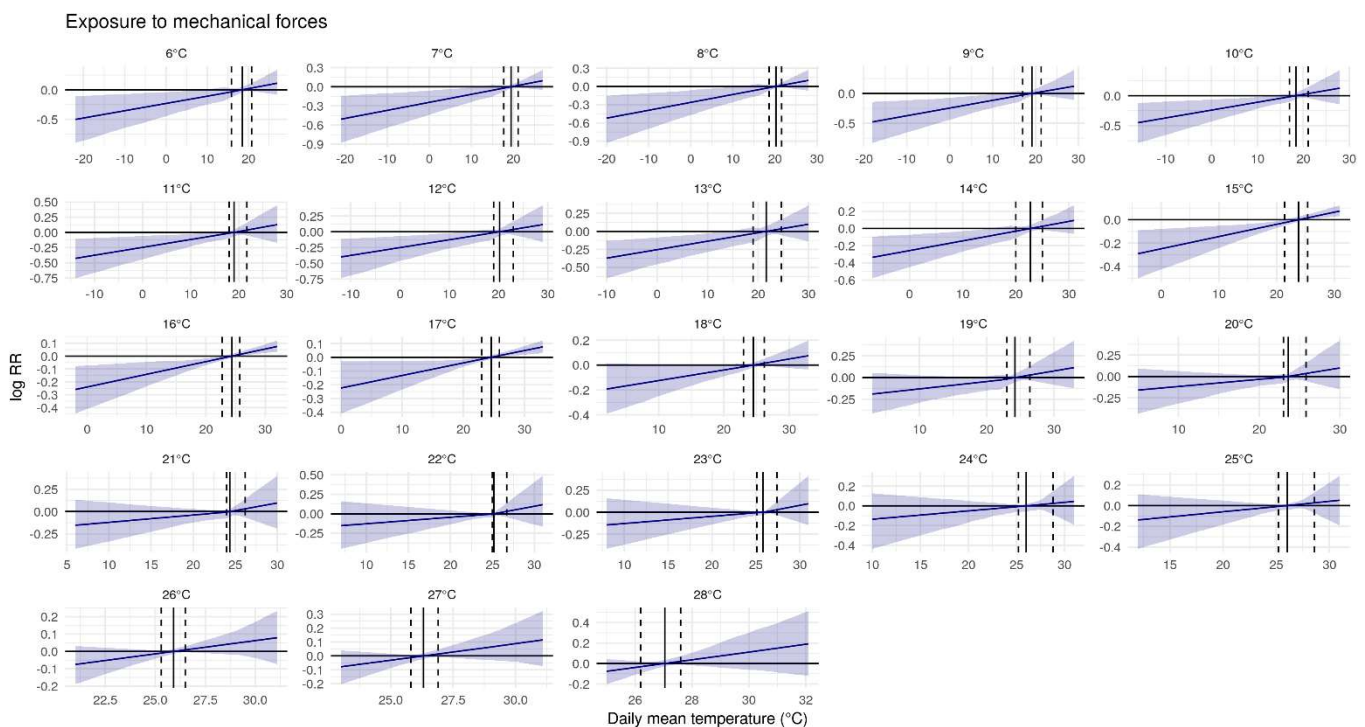 Exposure to mechanical forces
6°C 7°C 8°C 9°C 10°C
0.0 -0.5
0.3 0.0 -0.3 -0.6 -0.9
0.3 0.0 -0.3 -0.6 -0.9
0.0 -0.5
0.0 -0.5
-20 -10 0 10 20
-20 -10 0 10 20 30
-20 -10 0 10 20 30
-20 -10 0 10 20 30
-10 0 10 20 30
11°C 12°C 13°C 14°C 15°C
0.50 0.25 0.00 -0.25 -0.50 -0.75
0.25 0.00 -0.25 -0.50 -0.75
0.25 0.00 -0.25 -0.50
0.2 0.0 -0.2 -0.4 -0.6
0.0 -0.2 -0.4
-10 0 10 20 30
-10 0 10 20 30
-10 0 10 20 30
0 10 20 30
0 10 20 30
log RR
16°C 17°C 18°C 19°C 20°C
0.1 0.0 -0.1 -0.2 -0.3 -0.4
0.1 0.0 -0.1 -0.2 -0.3 -0.4
0.2 0.0 -0.2 -0.4
0.25 0.00 -0.25
0.25 0.00 -0.25
0 10 20 30
0 10 20 30
10 20 30
10 20 30
10 20 30
21°C 22°C 23°C 24°C 25°C
0.25 0.00 -0.25
0.50 0.25 0.00 -0.25
0.25 0.00 -0.25
0.2 0.0 -0.2 -0.4
0.2 0.0 -0.2 -0.4
5 10 15 20 25 30
10 15 20 25 30
10 15 20 25 30
10 15 20 25 30
15 20 25 30
26°C 27°C 28°C
0.2 0.1 0.0 -0.1 -0.2
0.3 0.2 0.1 0.0 -0.1 -0.2
0.4 0.2 0.0 -0.2
22.5 25.0 27.5 30.0
25.0 27.5 30.0
26 28 30 32
Daily mean temperature (°C)